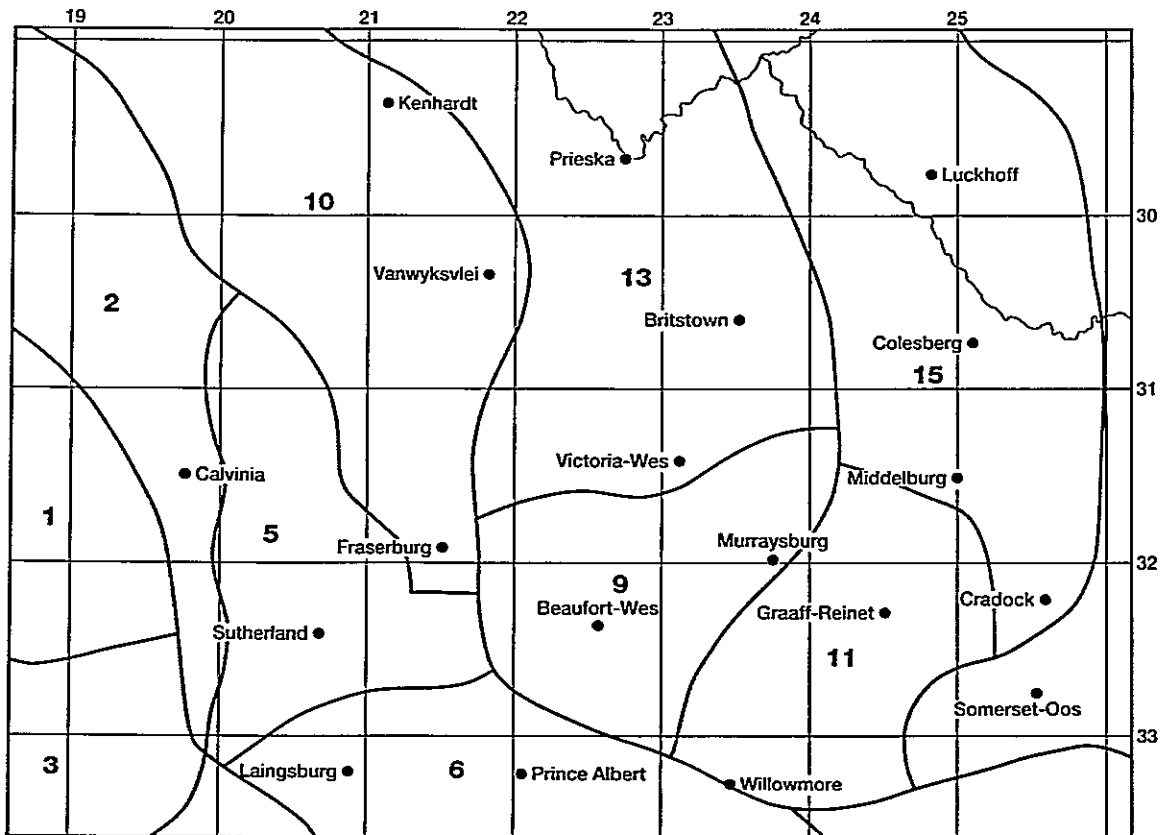 19 20 21 22 23 24 25
Kenhardt
Prieska
Luckhoff
10
30
Vanwyksvlei
13
2
Britstown
Colesberg
15
31
Victoria-Wes
Calvinia
Middelburg
1
5
Fraserburg
Murraysburg
32
9
Beaufort-Wes
Cradock
Graaff-Reinet
Sutherland
11
Somerset-Oos
33
3
Laingsburg
6
Prince Albert
Willowmore